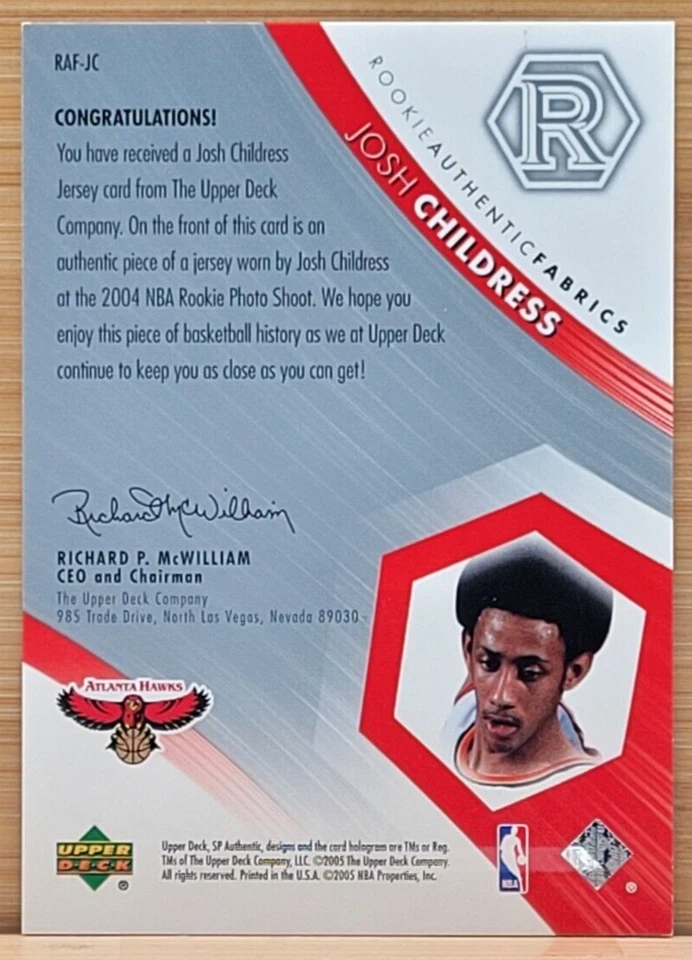 RAF-JC
R
ROOKIE AUTHENTIC FABRICS
JOSH CHILDRESS
CONGRATULATIONS!
You have received a Josh Childress
Jersey card from The Upper Deck
Company. On the front of this card is an
authentic piece of a jersey worn by Josh Childress
at the 2004 NBA Rookie Photo Shoot. We hope you
enjoy this piece of basketball history as we at Upper Deck
continue to keep you as close as you can get!
Richard P. McWilliam
RICHARD P. McWILLIAM
CEO and Chairman
The Upper Deck Company
985 Trade Drive, North Las Vegas, Nevada 89030
ATLANTA HAWKS
UPPER
DECK
®
Upper Deck, SP Authentic, designs and the card hologram are TMs or Reg.
TMs of The Upper Deck Company, LLC. ©2005 The Upper Deck Company.
All rights reserved. Printed in the U.S.A. ©2005 NBA Properties, Inc.
NBA
®